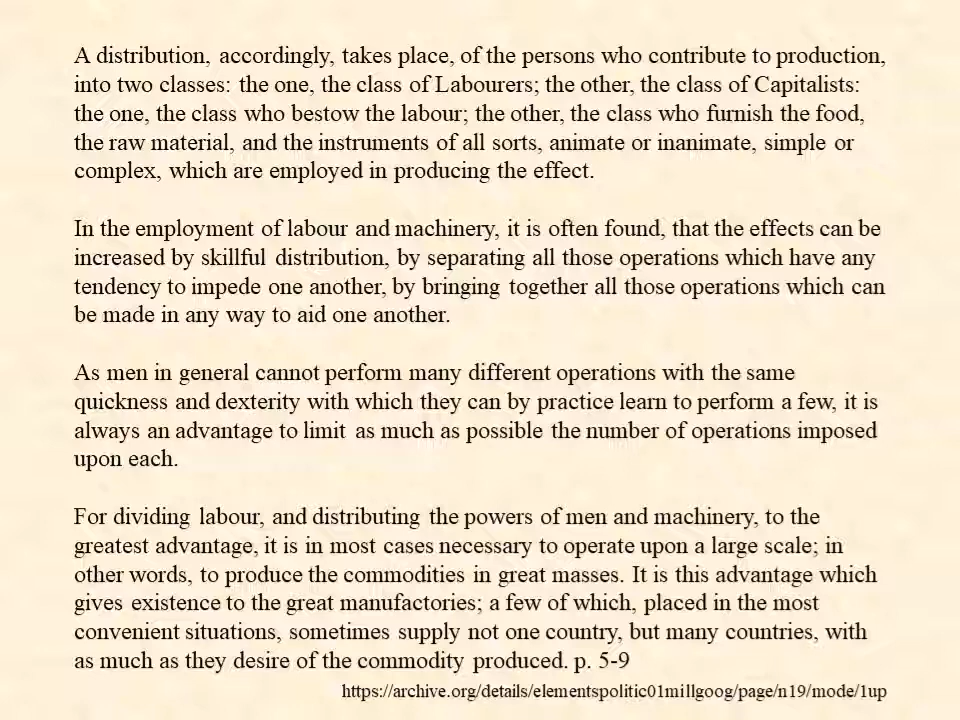 A distribution, accordingly, takes place, of the persons who contribute to production,
into two classes: the one, the class of Labourers; the other, the class of Capitalists:
the one, the class who bestow the labour; the other, the class who furnish the food,
the raw material, and the instruments of all sorts, animate or inanimate, simple or
complex, which are employed in producing the effect.
In the employment of labour and machinery, it is often found, that the effects can be
increased by skillful distribution, by separating all those operations which have any
tendency to impede one another, by bringing together all those operations which can
be made in any way to aid one another.
As men in general cannot perform many different operations with the same
quickness and dexterity with which they can by practice learn to perform a few, it is
always an advantage to limit as much as possible the number of operations imposed
upon each.
For dividing labour, and distributing the powers of men and machinery, to the
greatest advantage, it is in most cases necessary to operate upon a large scale; in
other words, to produce the commodities in great masses. It is this advantage which
gives existence to the great manufactories; a few of which, placed in the most
convenient situations, sometimes supply not one country, but many countries, with
as much as they desire of the commodity produced. p. 5-9
https://archive.org/details/elementspolitic01millgoog/page/n19/mode/1up